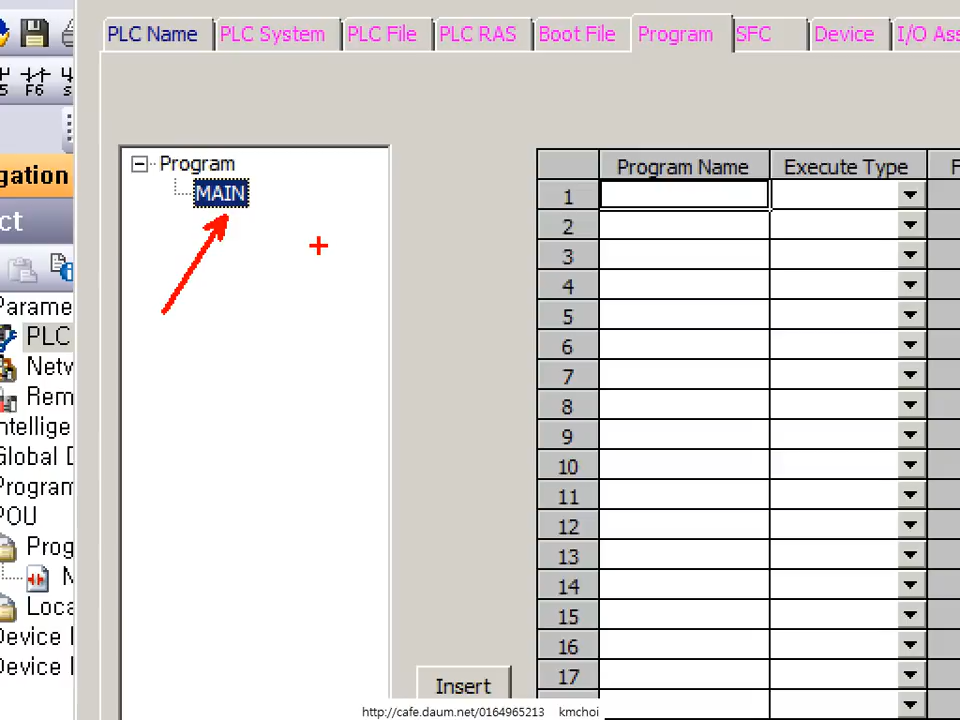 PLC Name PLC System PLC File PLC RAS Boot File Program SFC Device I/O Ass
5 F6 s
gation
ct
Program
MAIN
Program Name Execute Type F
1
2
3
4
5
6
7
8
9
10
11
12
13
14
15
16
17
Parame
PLC
Netw
Rem
ntellige
Global D
Program
POU
Prog
M
Loca
Device I
Device I
Insert
http://cafe.daum.net/0164965213 kmchoi